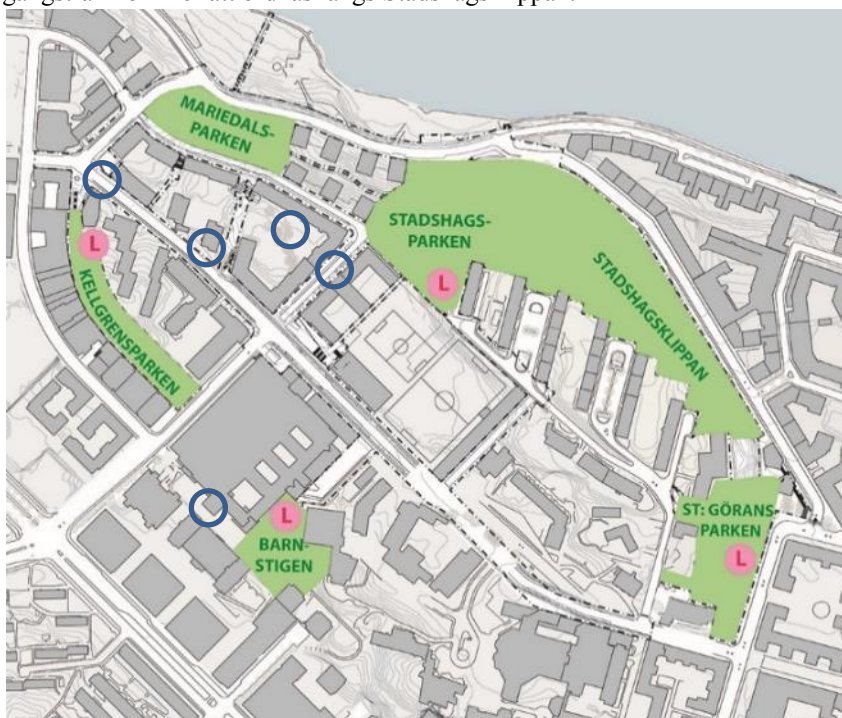 MARIEDALS-
PARKEN
STADSHAGS-
PARKEN
L
L
STADSHAGSKLIPPAN
KELLGRENSPARKEN
L
BARN-
STIGEN
ST: GÖRANS
PARKEN
L